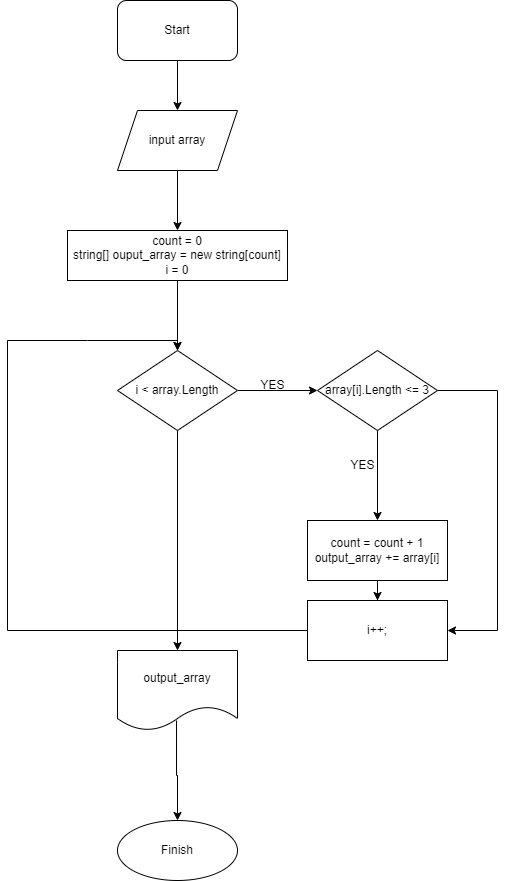 Start
input array
count = 0
string[] ouput_array = new string[count]
i = 0
i < array.Length
YES
array[i].Length <= 3
YES
count = count + 1
output_array += array[i]
i++;
output_array
Finish